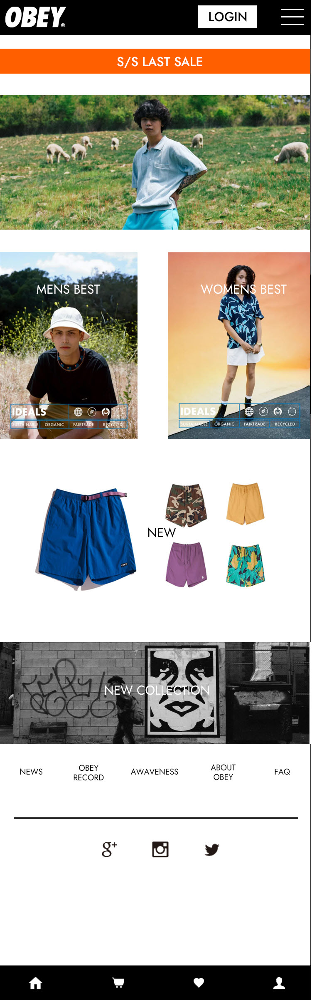 OBEY®
LOGIN
S/S LAST SALE
MENS BEST
WOMENS BEST
IDEALS
SUSTAINABLE ORGANIC FAIRTRADE RECYCLED
IDEALS
SUSTAINABLE ORGANIC FAIRTRADE RECYCLED
OBEY
NEW
NEW COLLECTION
NEWS
OBEY
RECORD
AWAVENESS
ABOUT
OBEY
FAQ
g+